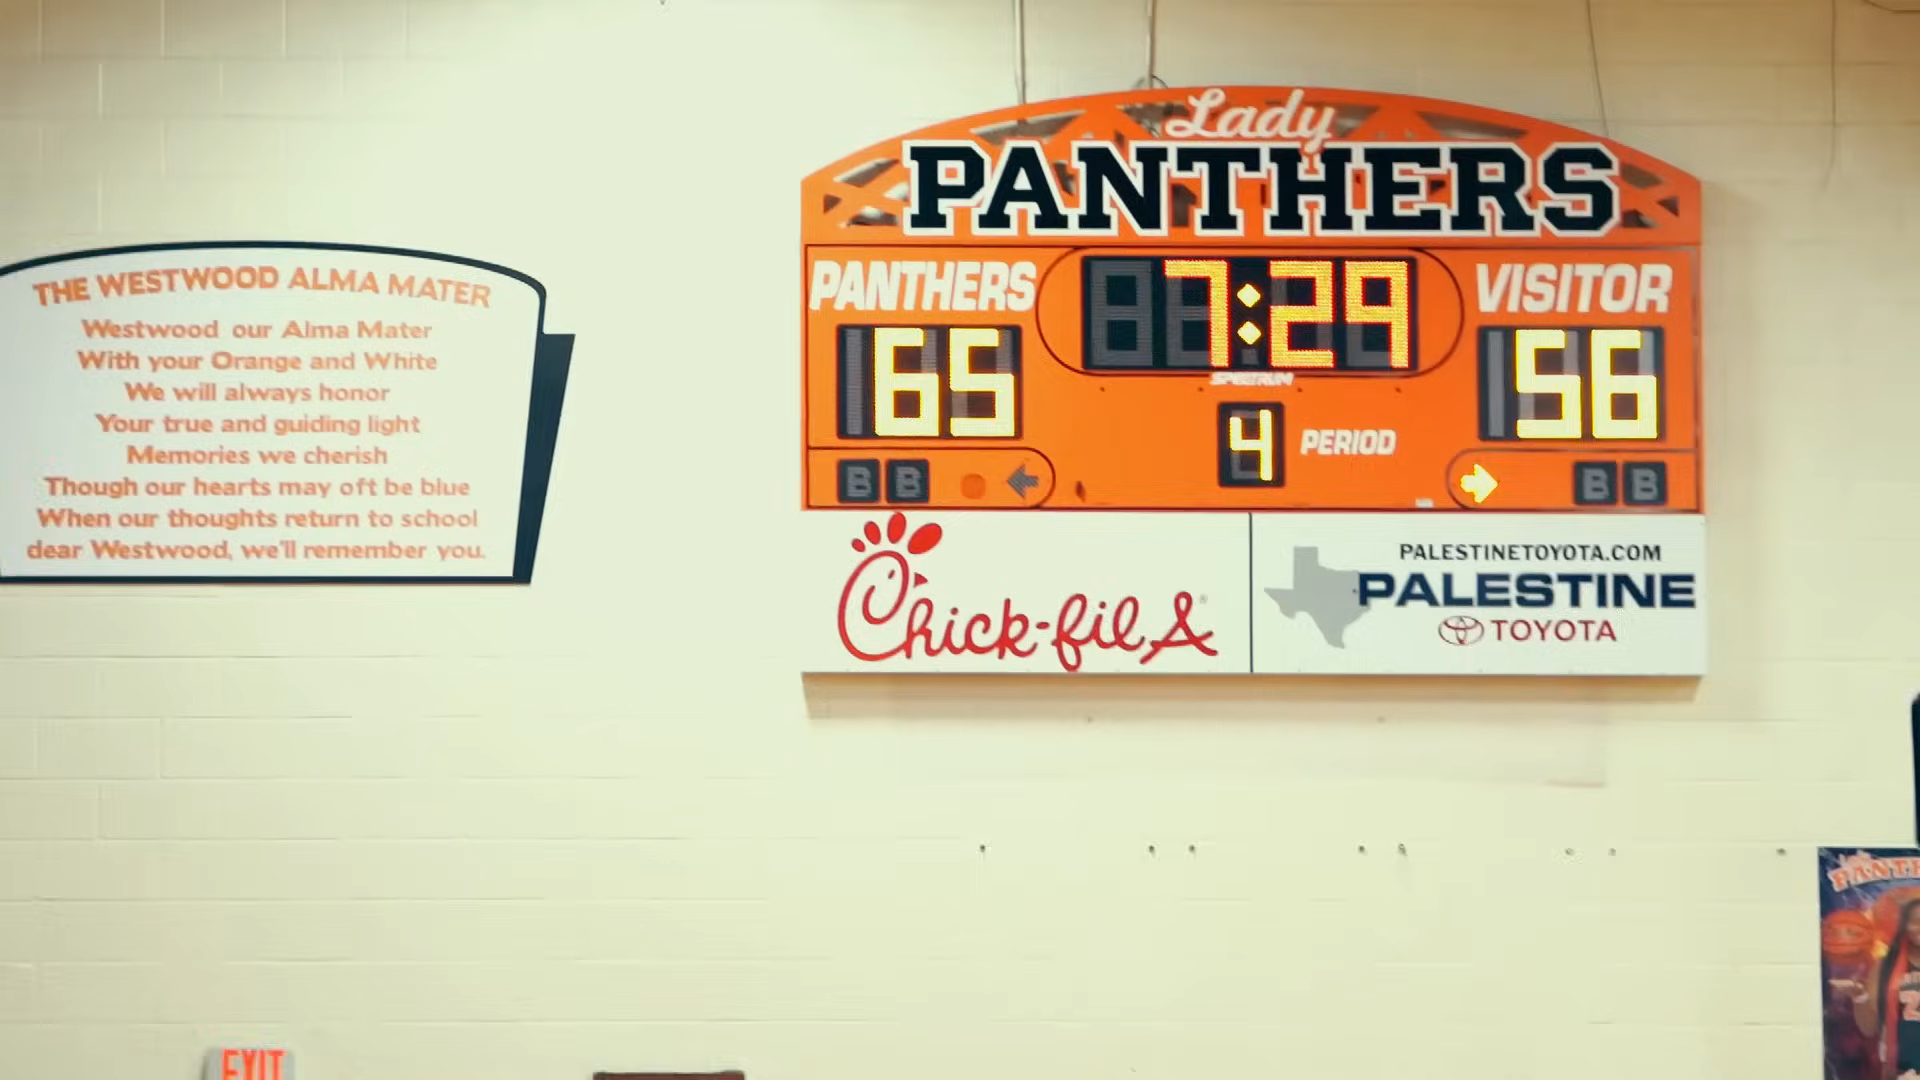 THE WESTWOOD ALMA MATER
Westwood our Alma Mater
With your Orange and White
We will always honor
Your true and guiding light
Memories we cherish
Though our hearts may oft be blue
When our thoughts return to school
dear Westwood, we'll remember you.
Lady
PANTHERS
PANTHERS
7:29
VISITOR
65
SPECTRUM
56
4 PERIOD
B B
B B
Chick-fil-A
PALESTINETOYOTA.COM
PALESTINE
TOYOTA
EXIT